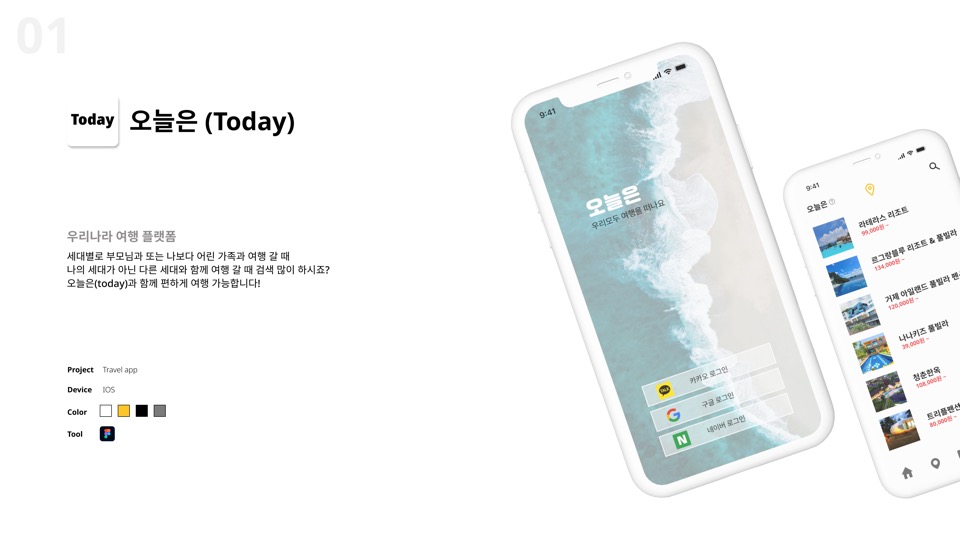 01
Today
오늘은 (Today)
우리나라 여행 플랫폼
세대별로 부모님과 또는 나보다 어린 가족과 여행 갈 때
나의 세대가 아닌 다른 세대와 함께 여행 갈 때 검색 많이 하시죠?
오늘은(today)과 함께 편하게 여행 가능합니다!
Project Travel app
Device IOS
Color
Tool
9:41
오늘은
우리모두 여행을 떠나요
TALK
카카오 로그인
G
구글 로그인
N
네이버 로그인
9:41
오늘은
라테라스 리조트
99,000원 ~
르그랑블루 리조트 & 풀빌라
134,000원 ~
거제 아일랜드 풀빌라 펜션
120,000원 ~
나나키즈 풀빌라
39,000원 ~
청춘한옥
108,000원 ~
트리플펜션
80,000원 ~